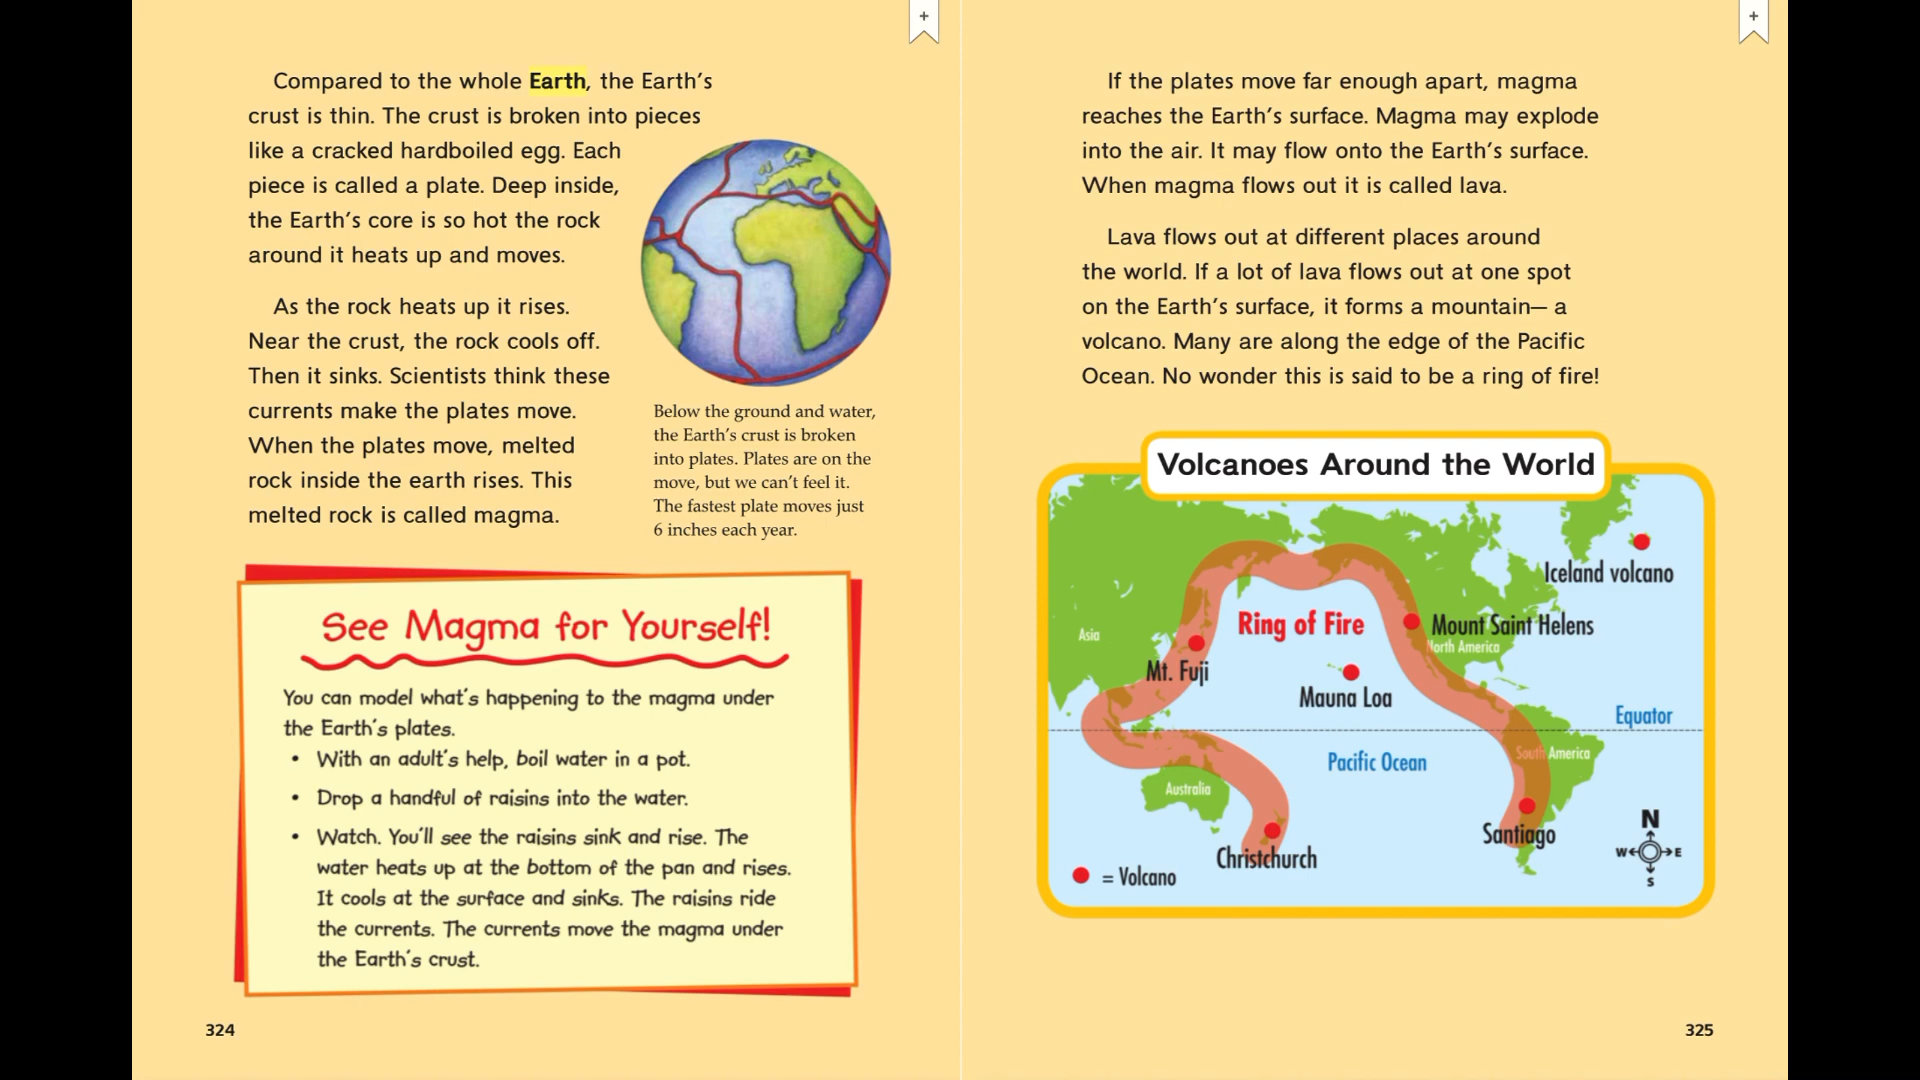 Compared to the whole Earth, the Earth's
crust is thin. The crust is broken into pieces
like a cracked hardboiled egg. Each
piece is called a plate. Deep inside,
the Earth's core is so hot the rock
around it heats up and moves.
As the rock heats up it rises.
Near the crust, the rock cools off.
Then it sinks. Scientists think these
currents make the plates move.
When the plates move, melted
rock inside the earth rises. This
melted rock is called magma.
Below the ground and water,
the Earth's crust is broken
into plates. Plates are on the
move, but we can't feel it.
The fastest plate moves just
6 inches each year.
See Magma for Yourself!
You can model what's happening to the magma under
the Earth's plates.
• With an adult's help, boil water in a pot.
• Drop a handful of raisins into the water.
• Watch. You'll see the raisins sink and rise. The
water heats up at the bottom of the pan and rises.
It cools at the surface and sinks. The raisins ride
the currents. The currents move the magma under
the Earth's crust.
324
If the plates move far enough apart, magma
reaches the Earth's surface. Magma may explode
into the air. It may flow onto the Earth's surface.
When magma flows out it is called lava.
Lava flows out at different places around
the world. If a lot of lava flows out at one spot
on the Earth's surface, it forms a mountain— a
volcano. Many are along the edge of the Pacific
Ocean. No wonder this is said to be a ring of fire!
Volcanoes Around the World
Iceland volcano
Ring of Fire
Mount Saint Helens
Asia
North America
Mt. Fuji
Mauna Loa
Equator
South America
Pacific Ocean
Australia
Santiago
Christchurch
N
W E
S
= Volcano
325